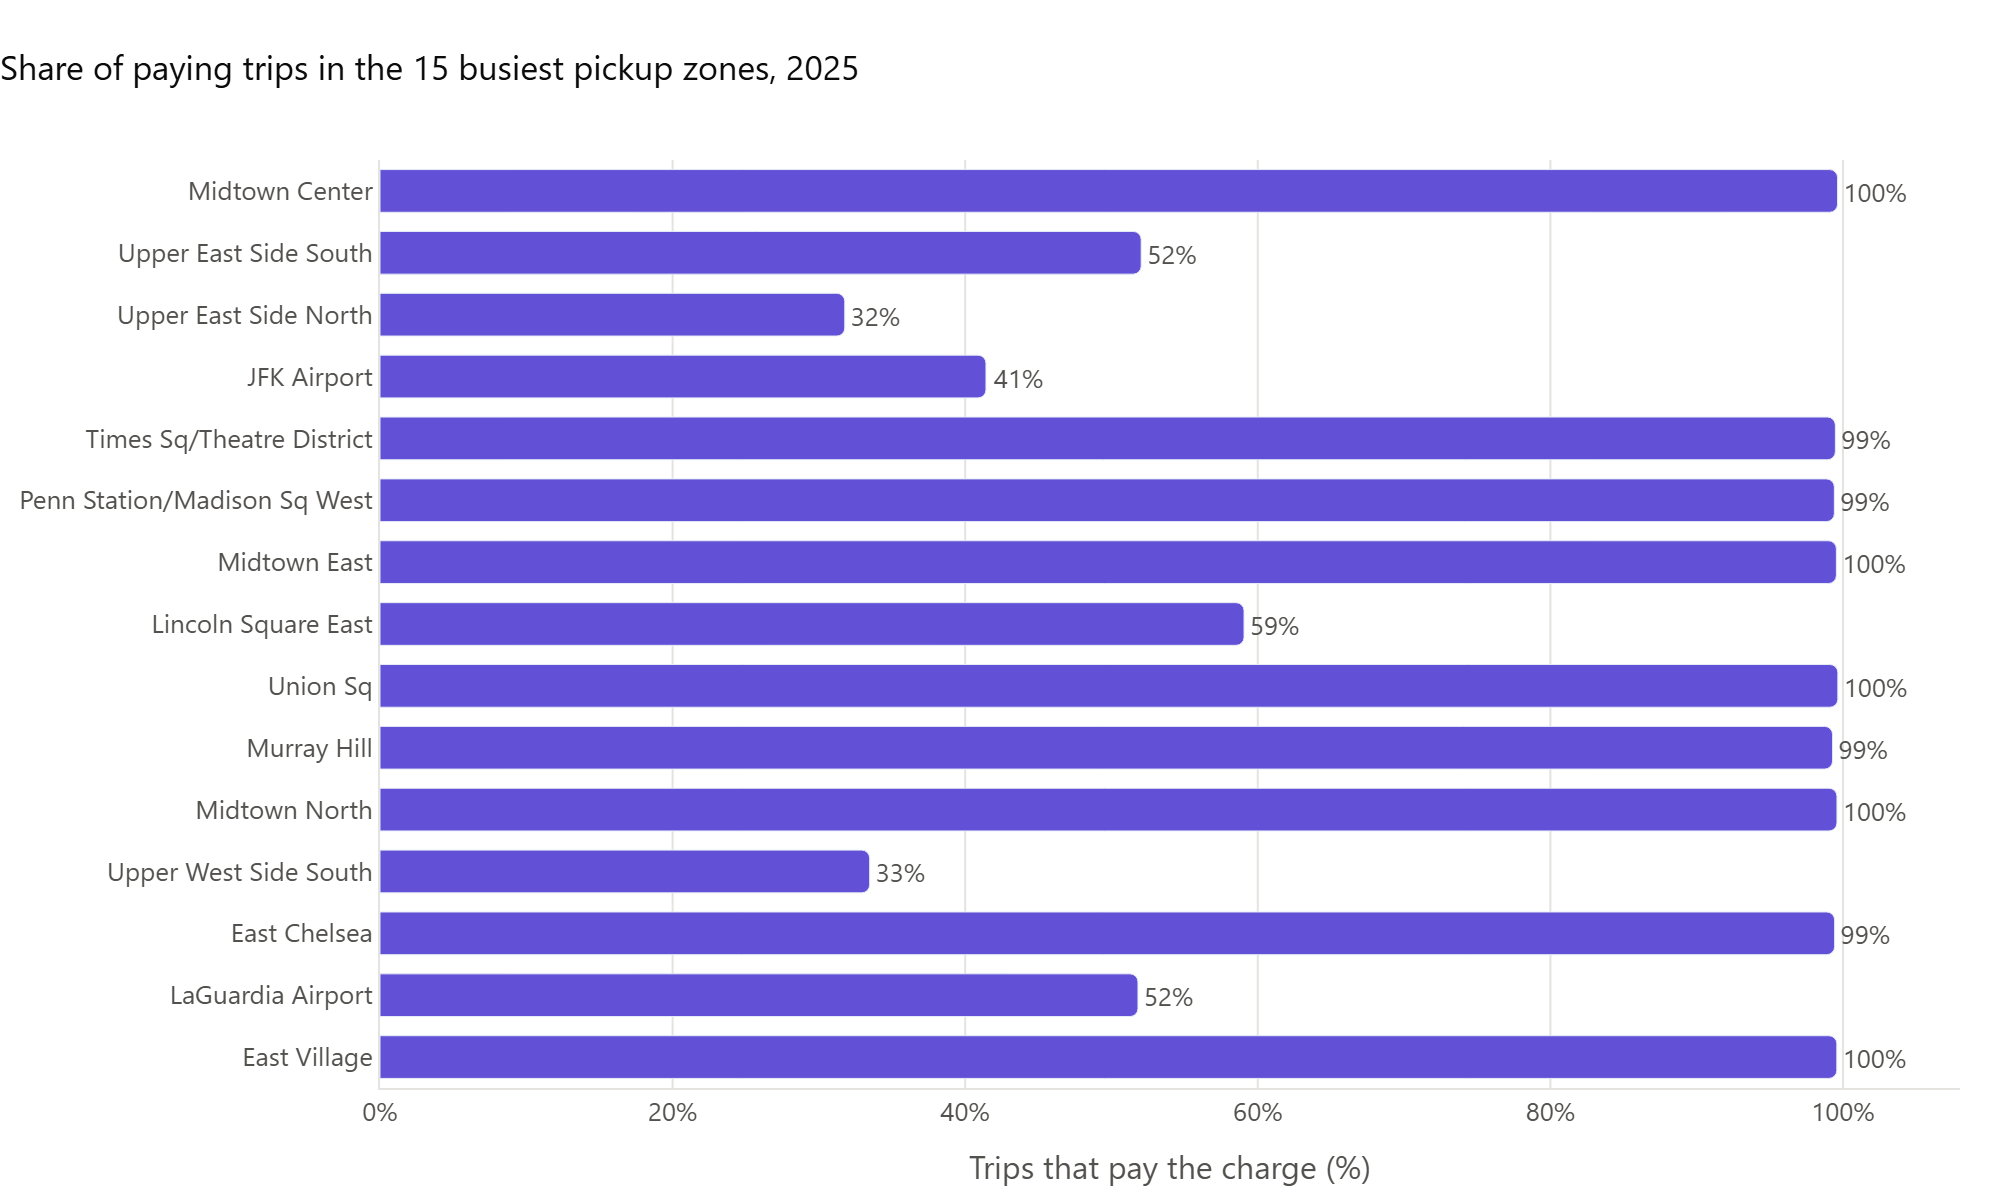 Share of paying trips in the 15 busiest pickup zones, 2025
Midtown Center 100%
Upper East Side South 52%
Upper East Side North 32%
JFK Airport 41%
Times Sq/Theatre District 99%
Penn Station/Madison Sq West 99%
Midtown East 100%
Lincoln Square East 59%
Union Sq 100%
Murray Hill 99%
Midtown North 100%
Upper West Side South 33%
East Chelsea 99%
LaGuardia Airport 52%
East Village 100%
0% 20% 40% 60% 80% 100%
Trips that pay the charge (%)